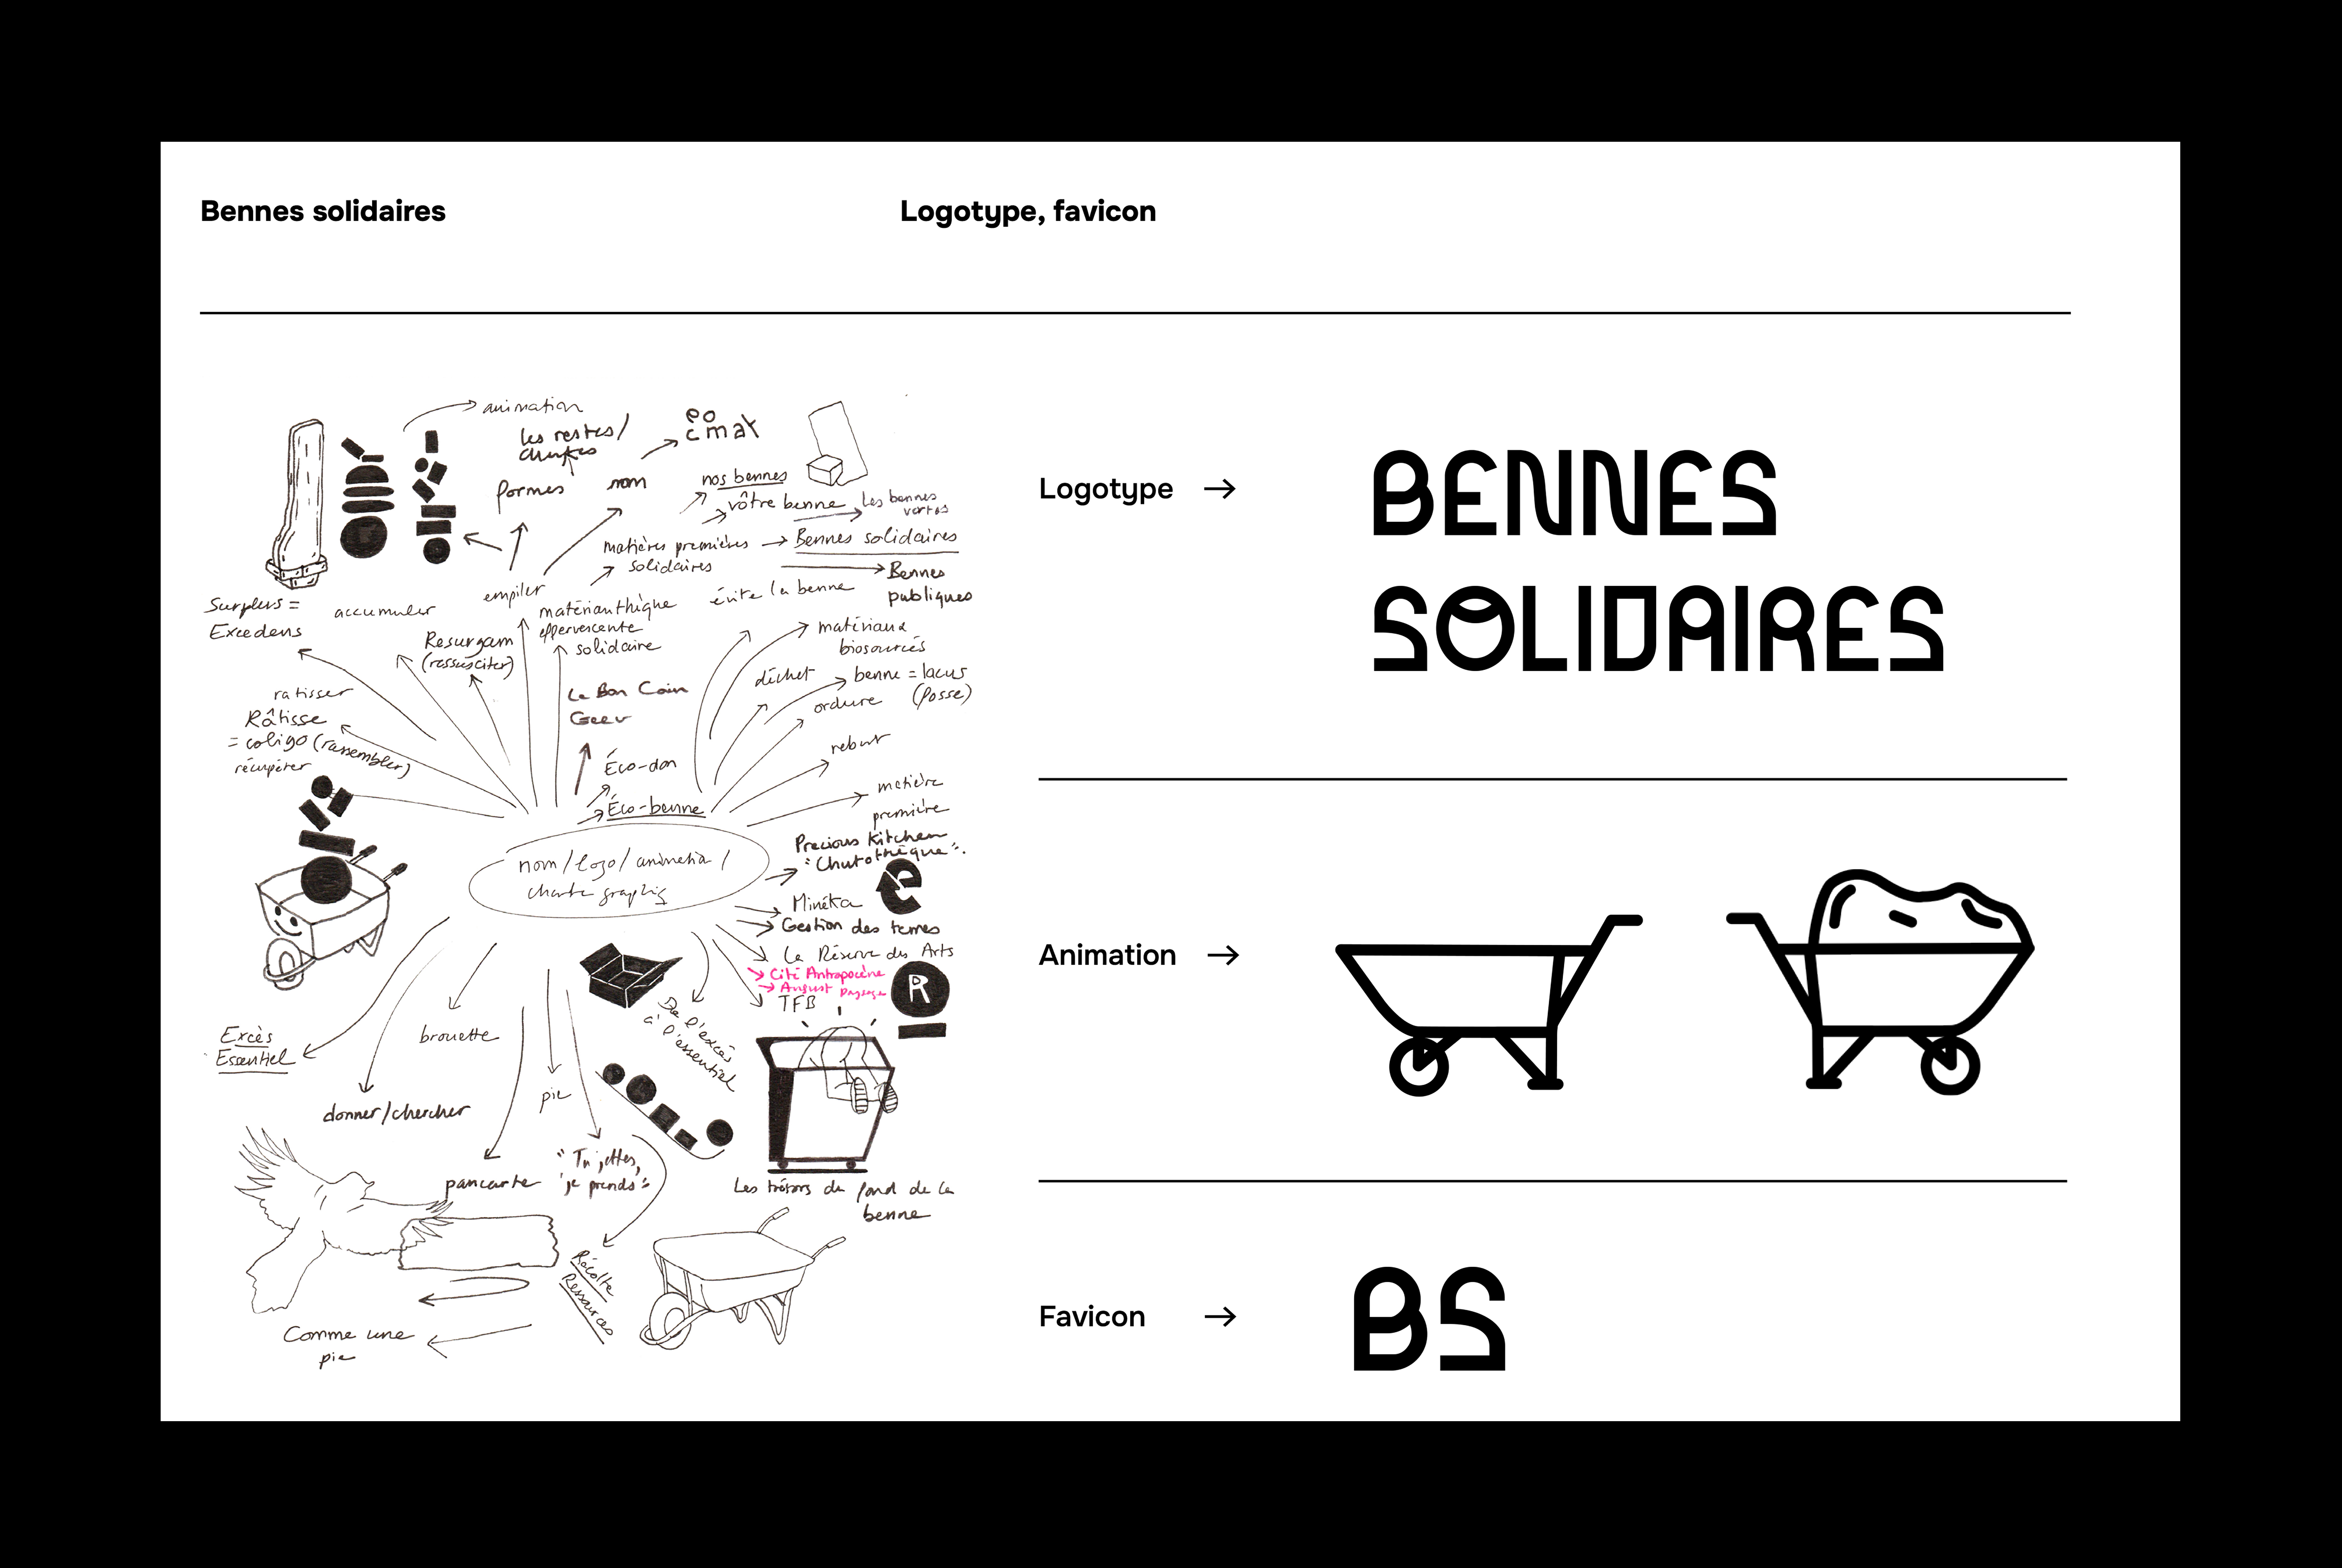 Bennes solidaires
Logotype, favicon
animation
les restes/
chutes
eo
cmat
formes
nom
nos bennes
vôtre benne
Les bennes
vertes
matières premières
solidaires
Bennes solidaires
Bennes
publiques
empiler
évite la benne
Surplus =
Excedens
accumuler
matérianthèque
effervescente
solidaire
Resurgam
(ressusciter)
matériaux
biosourcés
déchet
benne = lacus
(fosse)
ordure
ratisser
Râtisse
= coligo (rassembler)
récupérer
Le Bon Coin
Geev
rebut
Éco-don
Éco-benne
matière
première
nom/logo/animation/
charte graphiq
Precious Kitchen
"Chutothèque".
e
Minéka
Gestion des terres
La Réserve des Arts
Cité Antropocène
August Paysage
TFB
R
De l'excès
à l'essentiel
Excès
Essentiel
brouette
donner/chercher
pie
pancarte
"Tu jettes,
je prends"
Les trésors du fond de la
benne
Récolte
Ressources
Comme une
pie
Logotype →
BENNES
SOLIDAIRES
Animation →
Favicon →
BS